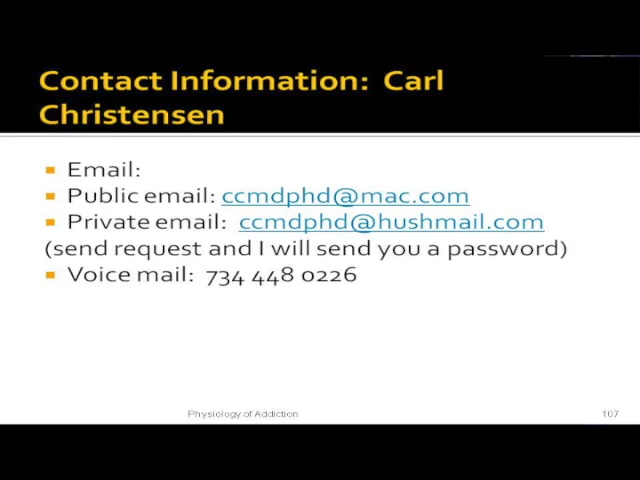 Contact Information: Carl
Christensen
Email:
Public email: ccmdphd@mac.com
Private email: ccmdphd@hushmail.com
(send request and I will send you a password)
Voice mail: 734 448 0226
Physiology of Addiction
107